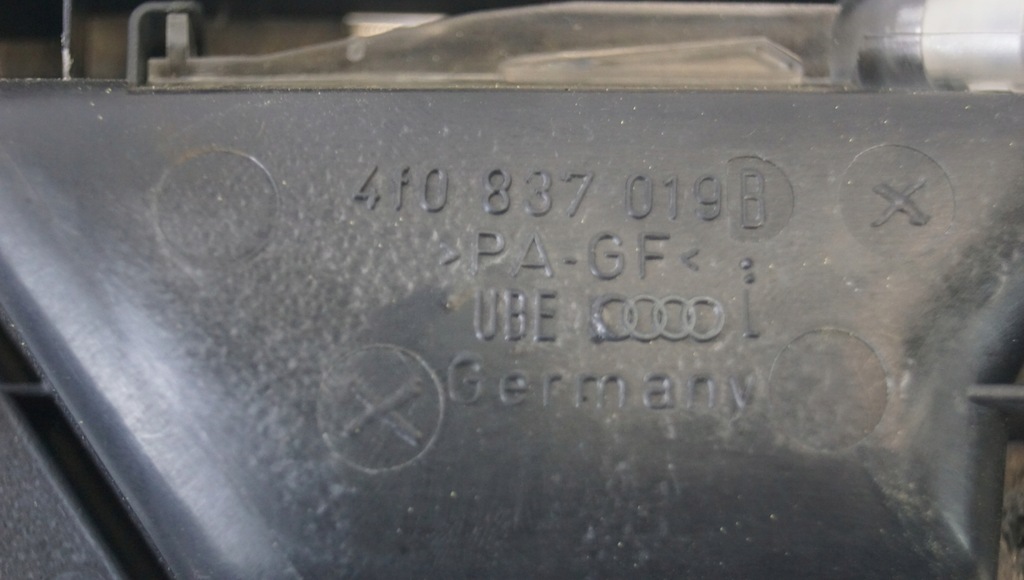 4f0 837 019B
>PA-GF<
UBE
Germany